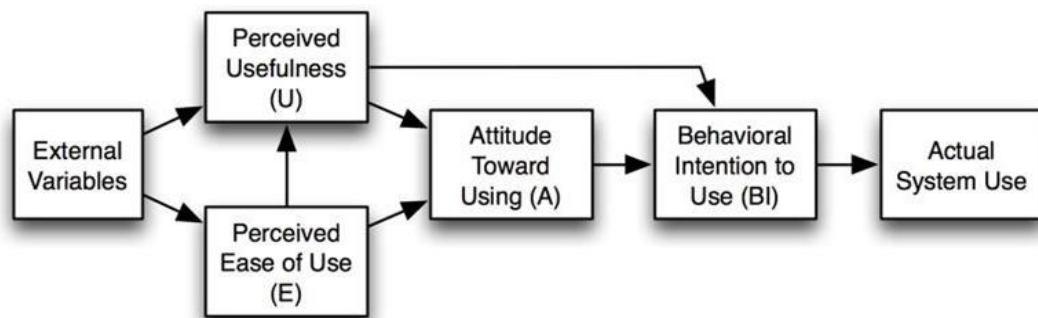 Perceived
Usefulness
(U)
External
Variables
Perceived
Ease of Use
(E)
Attitude
Toward
Using (A)
Behavioral
Intention to
Use (BI)
Actual
System Use